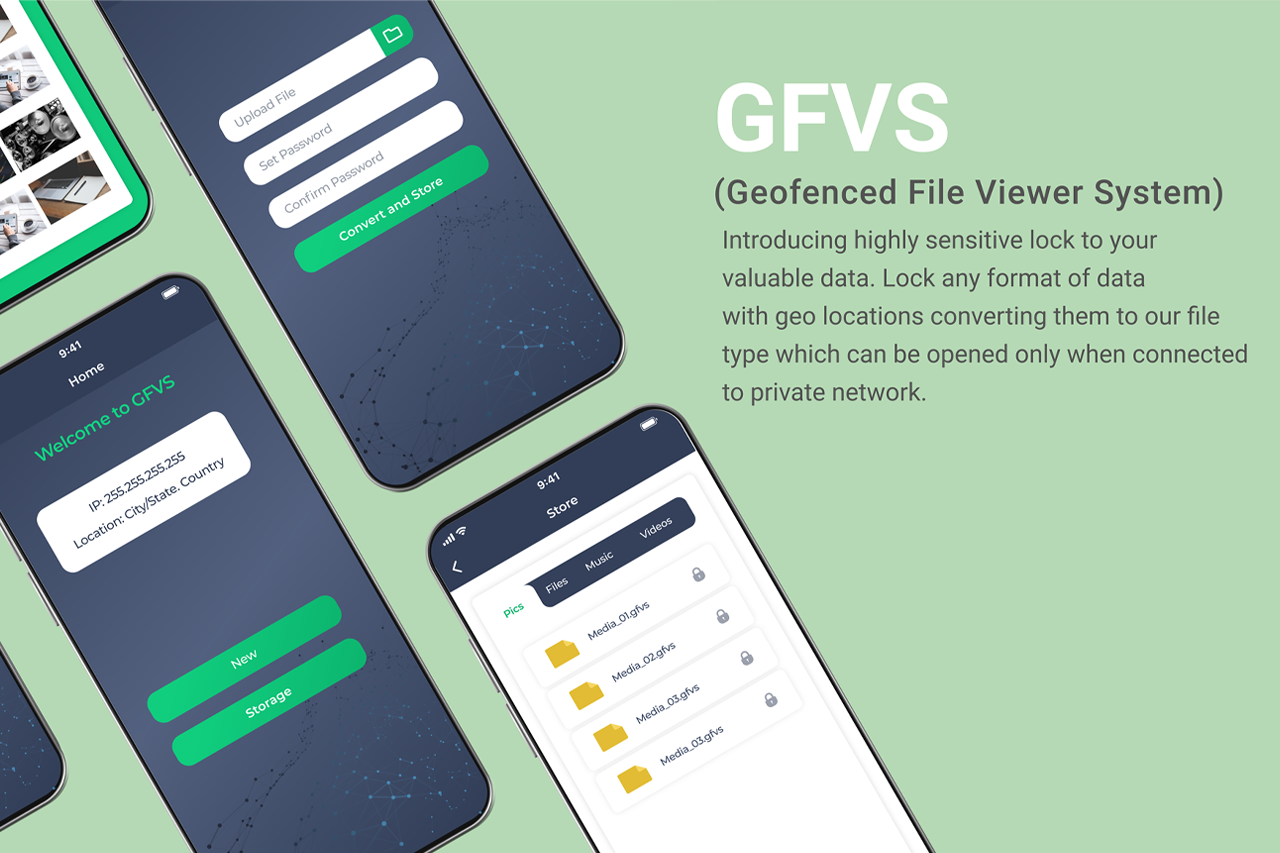 GFVS
(Geofenced File Viewer System)
Introducing highly sensitive lock to your
valuable data. Lock any format of data
with geo locations converting them to our file
type which can be opened only when connected
to private network.
Upload File
Set Password
Confirm Password
Convert and Store
9:41
Home
Welcome to GFVS
IP: 255.255.255.255
Location: City/State. Country
New
Storage
9:41
Store
Pics Files Music Videos
Media_01.gfvs
Media_02.gfvs
Media_03.gfvs
Media_03.gfvs